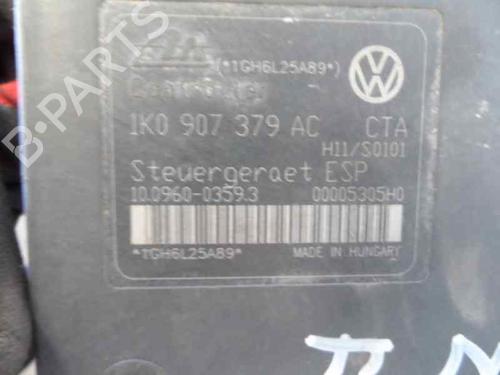 ate (*1GH6L25A89*)
1K0 907 379 AC CTA
H11/S0101
Steuergeraet ESP
10.0960-0359.3 00005305H0
*1GH6L25A89*
MADE IN HUNGARY
B-Parts